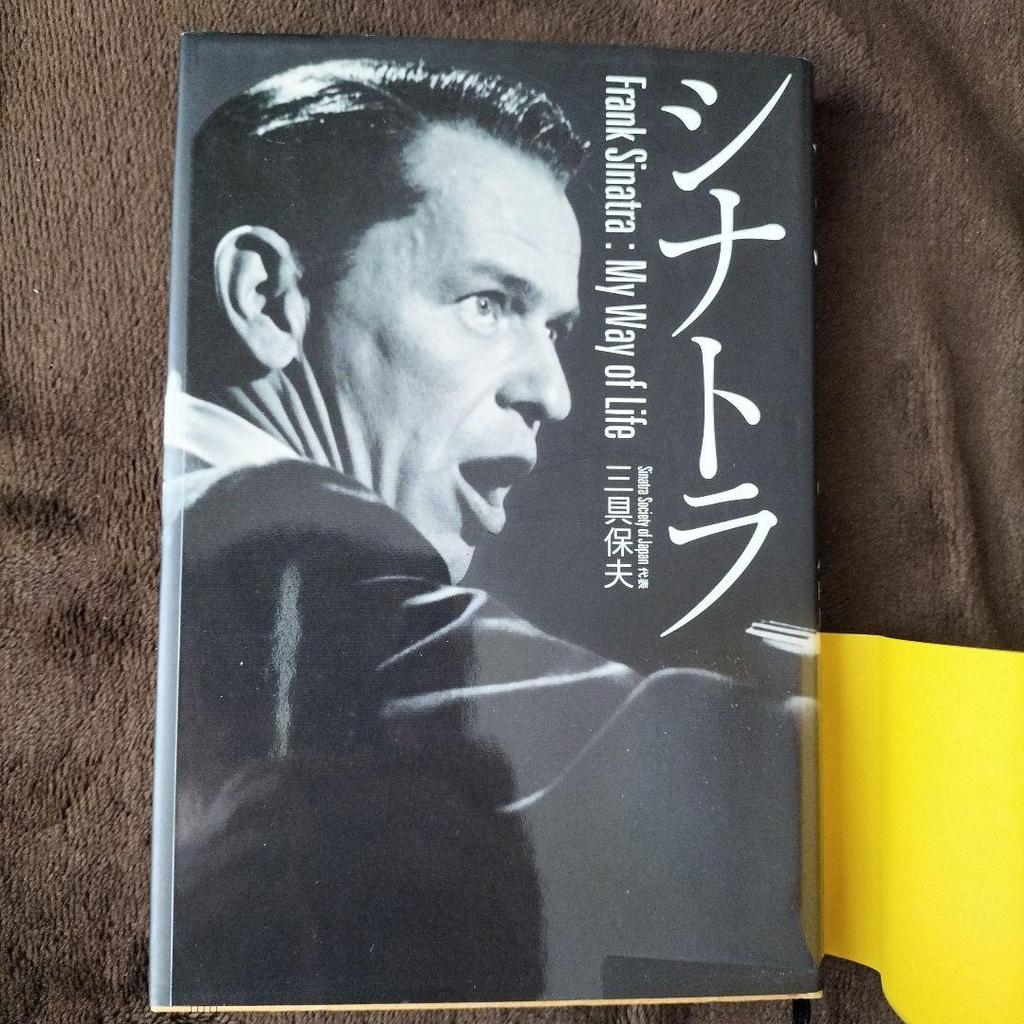 シナトラ
Frank Sinatra : My Way of Life
Sinatra Society of Japan 代表
三具保夫